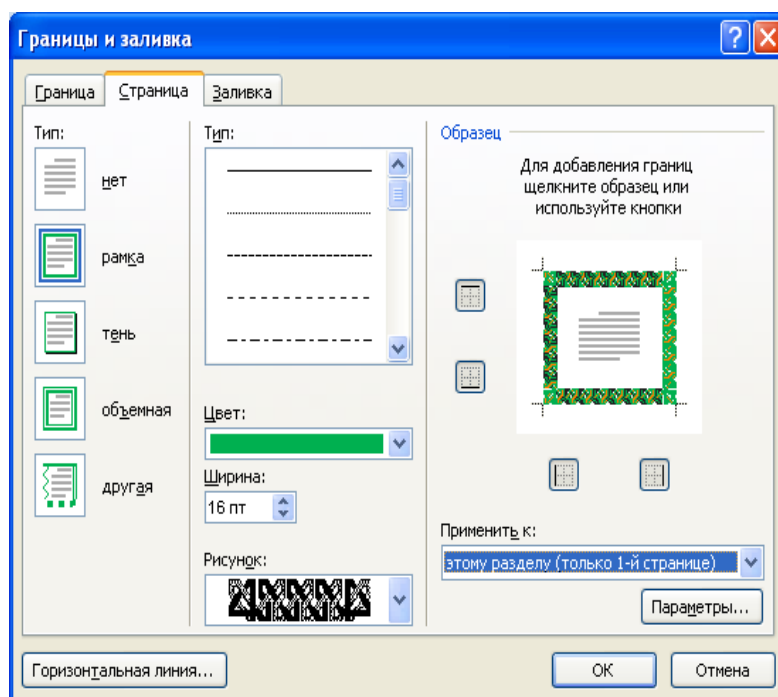 Границы и заливка
Граница
Страница
Заливка
Тип:
нет
рамка
тень
объемная
другая
Тип:
Цвет:
Ширина:
16 пт
Рисунок:
Образец
Для добавления границ
щелкните образец или
используйте кнопки
Применить к:
этому разделу (только 1-й странице)
Параметры...
Горизонтальная линия...
ОК
Отмена